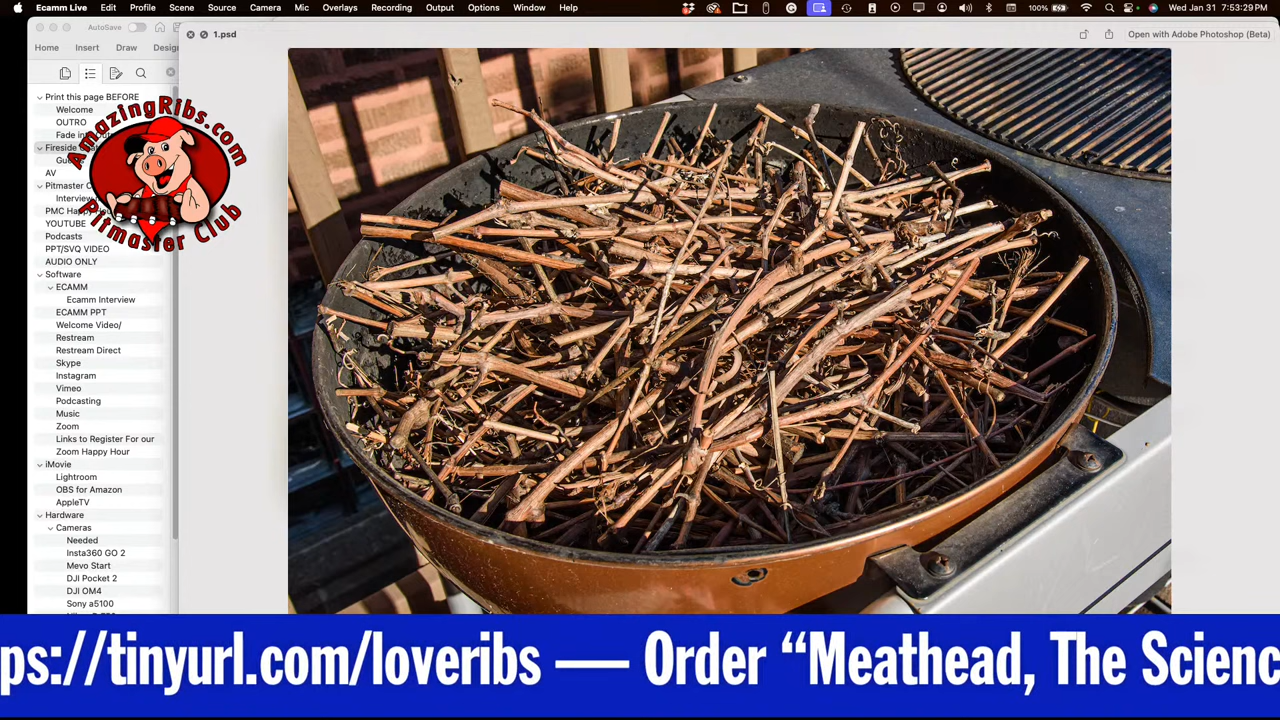 Ecamm Live File Edit Profile Scene Source Camera Mic Overlays Recording Output Options Window Help 100% Wed Jan 31 7:53:29 PM
AutoSave
1.psd
Open with Adobe Photoshop (Beta)
Home Insert Draw Desig
Print this page BEFORE
Welcome
OUTRO
Fade in
Fireside
Gu
AV
Pitmaster C
Interview
PMC Happ
YOUTUBE
Podcasts
PPT/SVQ VIDEO
AUDIO ONLY
Software
ECAMM
Ecamm Interview
ECAMM PPT
Welcome Video/
Restream
Restream Direct
Skype
Instagram
Vimeo
Podcasting
Music
Zoom
Links to Register For our
Zoom Happy Hour
iMovie
Lightroom
OBS for Amazon
AppleTV
Hardware
Cameras
Needed
Insta360 GO 2
Mevo Start
DJI Pocket 2
DJI OM4
Sony a5100
AmazingRibs.com
Pitmaster Club
ps://tinyurl.com/loveribs — Order “Meathead, The Scienc